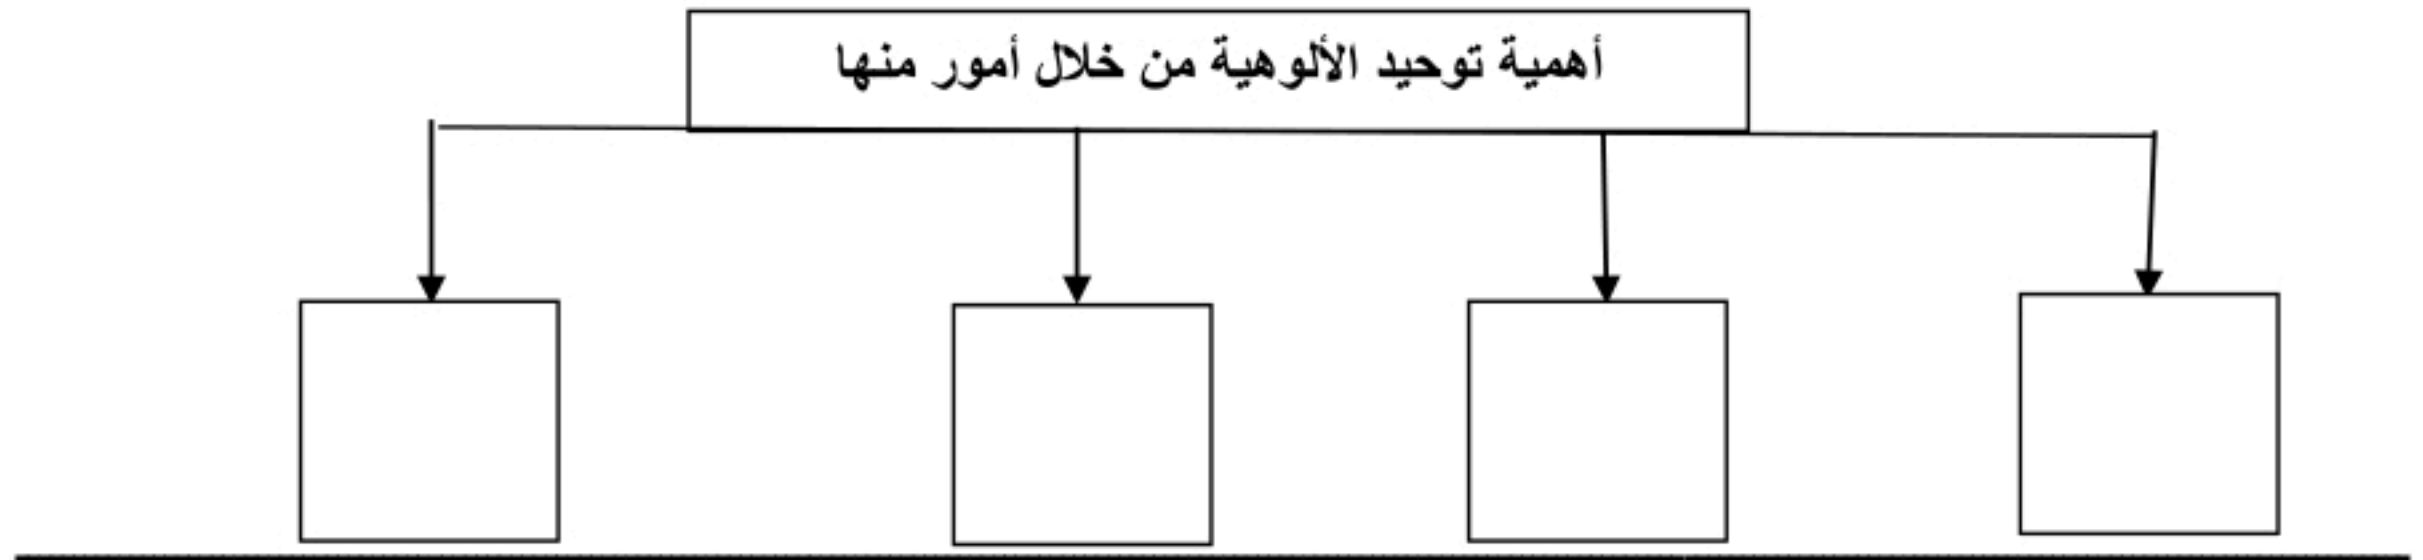 أهمية توحيد الألوهية من خلال أمور منها